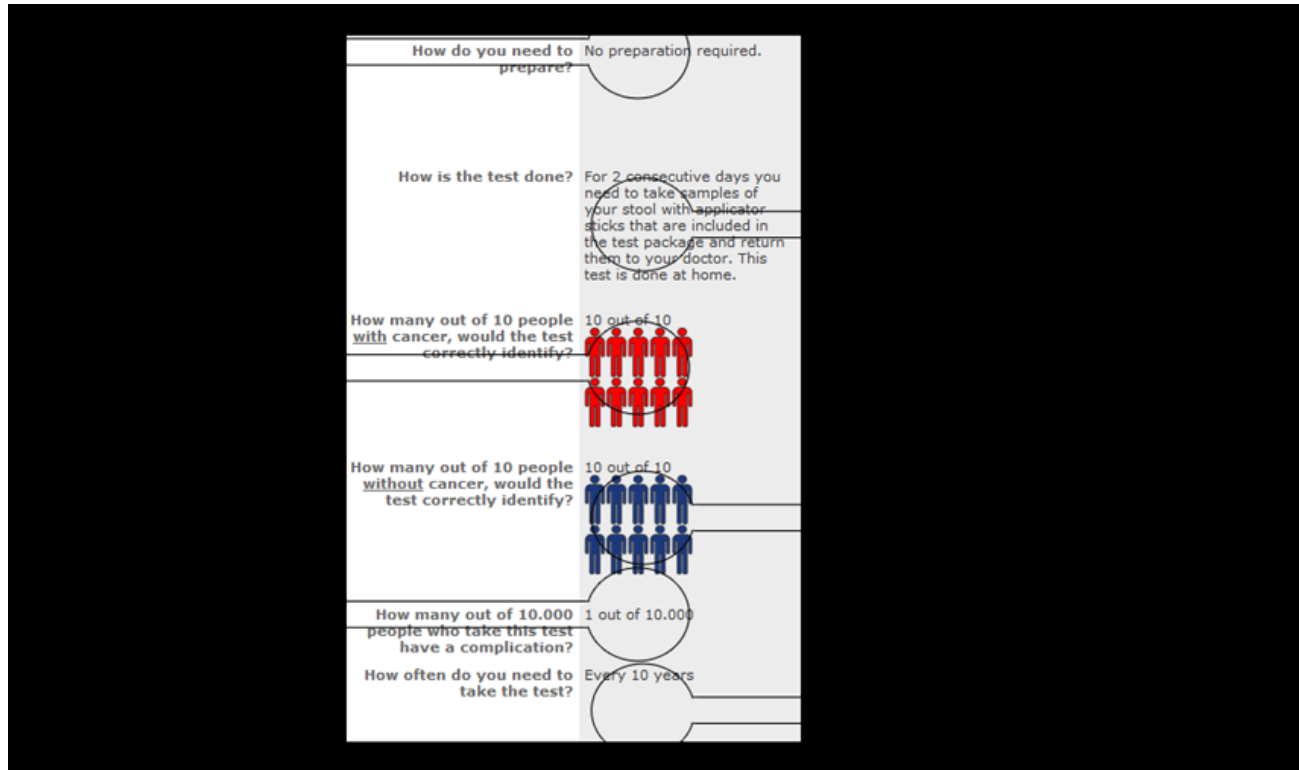 How do you need to
prepare?
No preparation required.
How is the test done?
For 2 consecutive days you
need to take samples of
your stool with applicator
sticks that are included in
the test package and return
them to your doctor. This
test is done at home.
How many out of 10 people
with cancer, would the test
correctly identify?
10 out of 10
How many out of 10 people
without cancer, would the
test correctly identify?
10 out of 10
How many out of 10.000
people who take this test
have a complication?
1 out of 10.000
How often do you need to
take the test?
Every 10 years